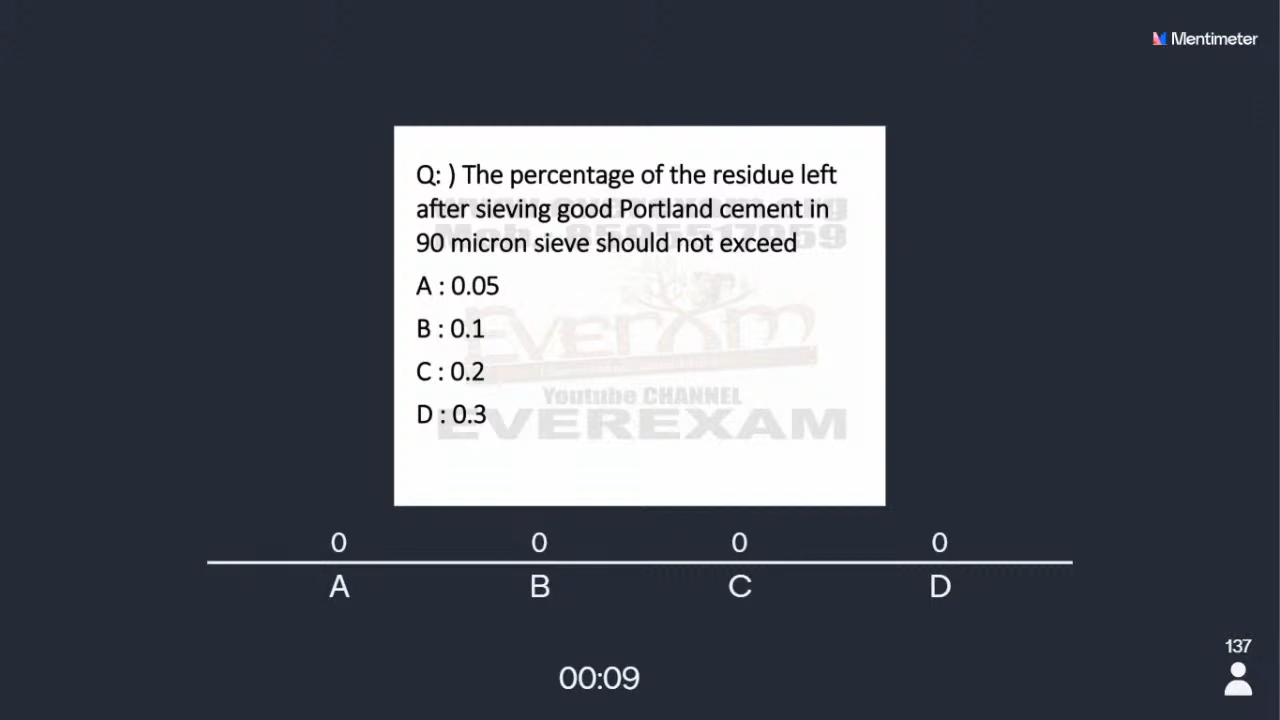 Mentimeter
Q: ) The percentage of the residue left
after sieving good Portland cement in
90 micron sieve should not exceed
A : 0.05
B : 0.1
C : 0.2
D : 0.3
EVEREXAM
Youtube CHANNEL
EVEREXAM
0 0 0 0
A B C D
00:09
137